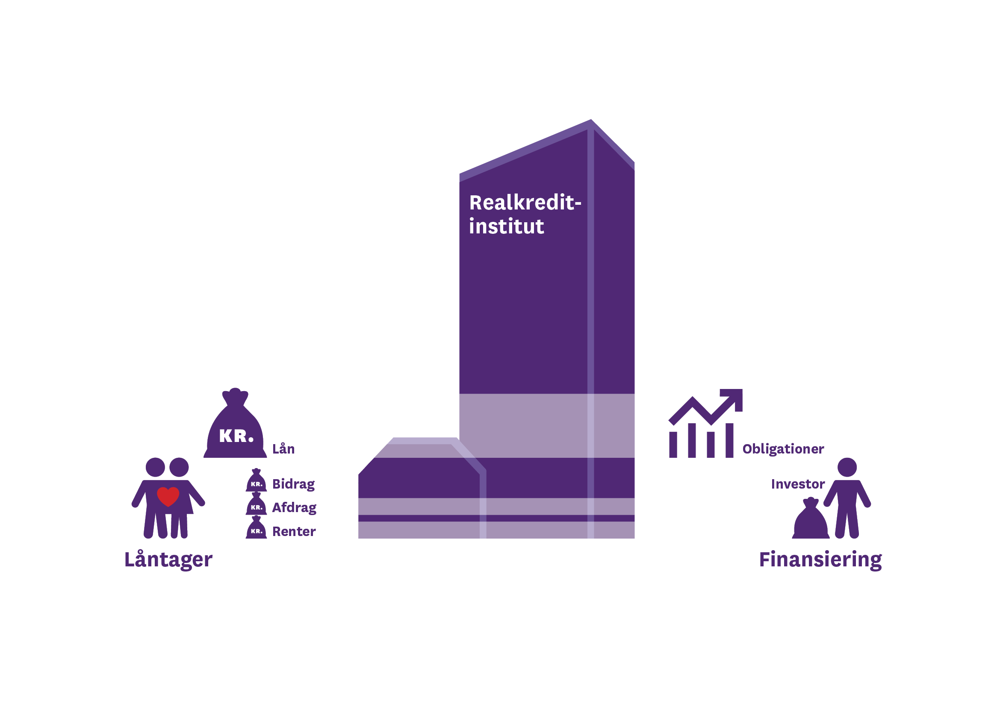 Realkredit-
institut
KR.
Lån
KR. Bidrag
KR. Afdrag
KR. Renter
Låntager
Obligationer
Investor
Finansiering